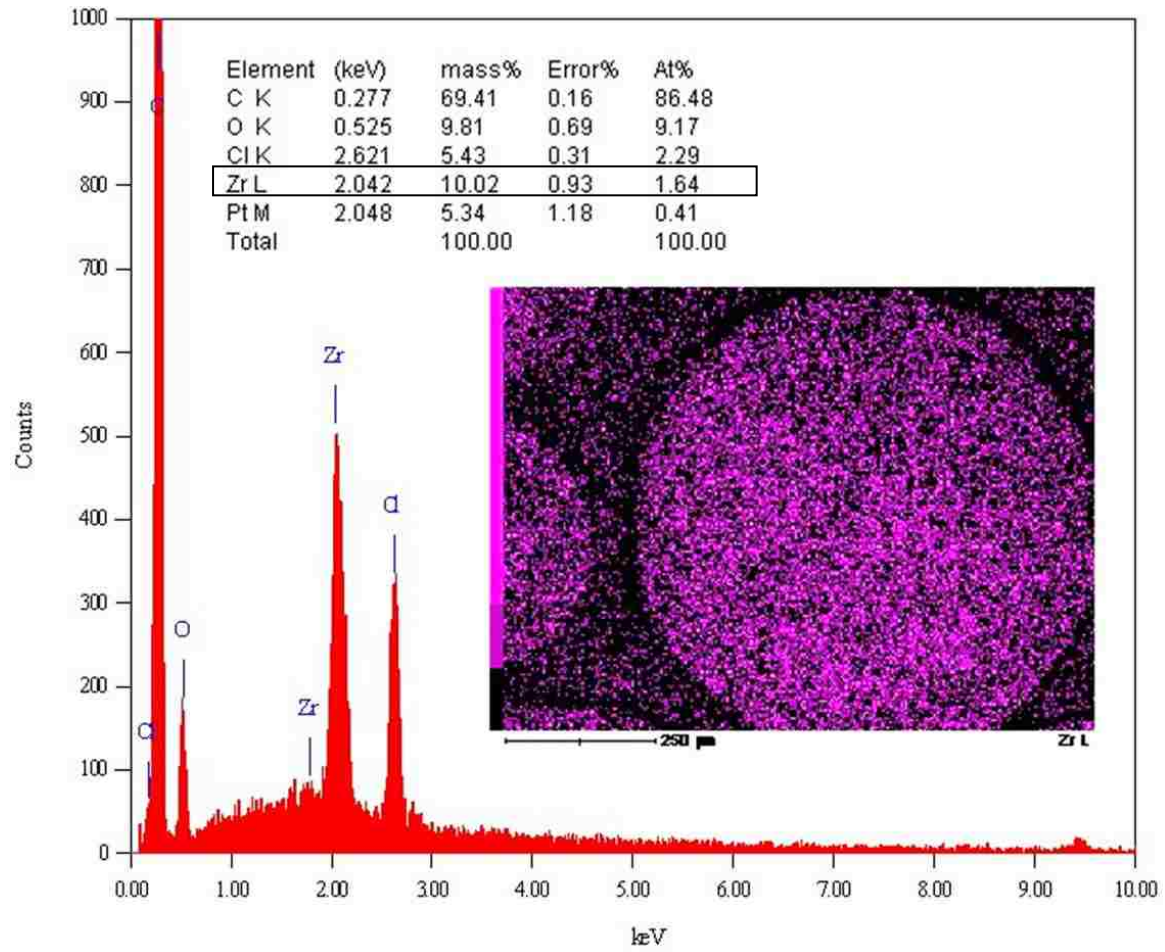 1000
900
800
700
600
500
400
300
200
100
0
Counts
Element (keV) mass% Error% At%
C K 0.277 69.41 0.16 86.48
O K 0.525 9.81 0.69 9.17
Cl K 2.621 5.43 0.31 2.29
Zr L 2.042 10.02 0.93 1.64
Pt M 2.048 5.34 1.18 0.41
Total 100.00 100.00
Zr
Cl
O
Zr
250 µm
Zr L
0.00 1.00 2.00 3.00 4.00 5.00 6.00 7.00 8.00 9.00 10.00
keV